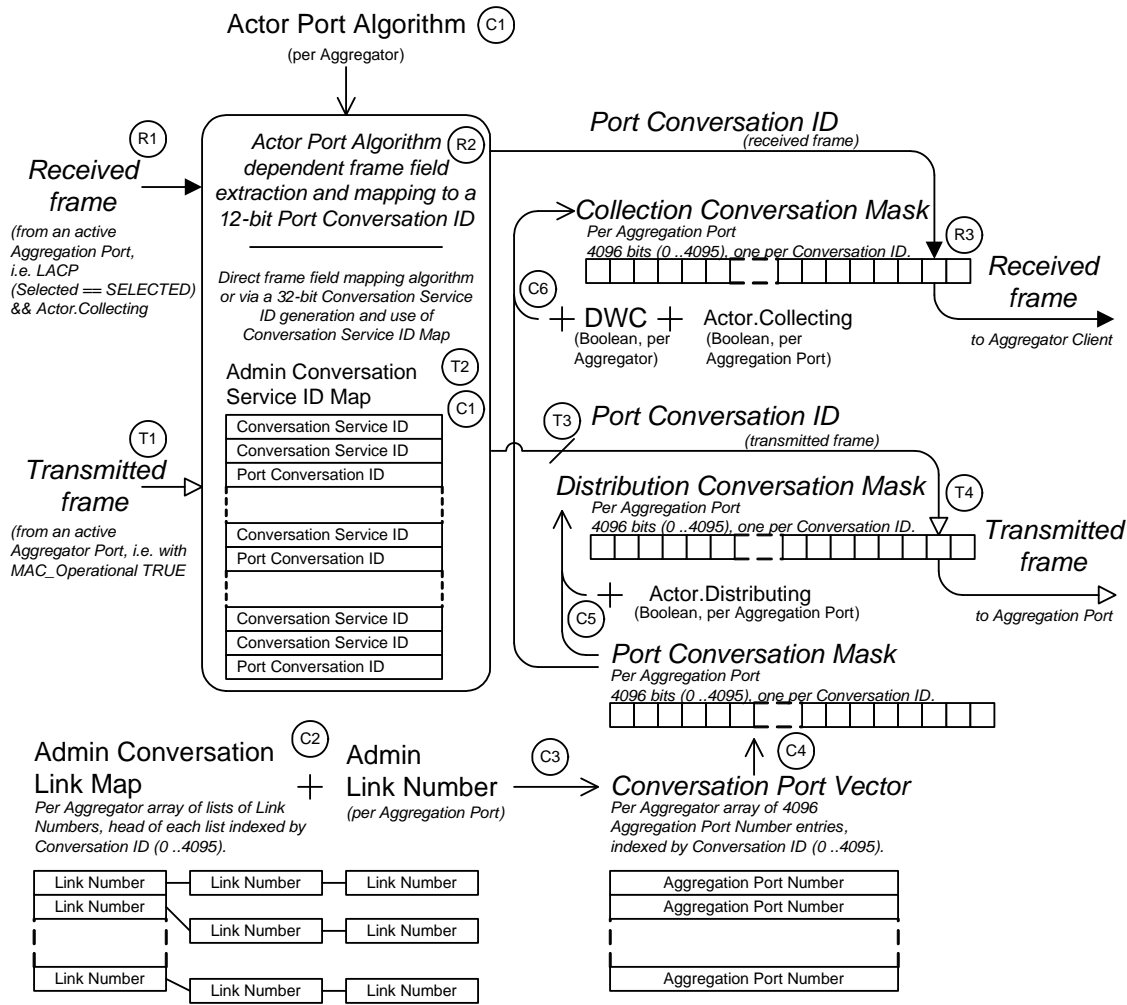 Actor Port Algorithm C1
(per Aggregator)
R1
Received
frame
(from an active
Aggregation Port,
i.e. LACP
(Selected == SELECTED)
&& Actor.Collecting
Actor Port Algorithm R2
dependent frame field
extraction and mapping to a
12-bit Port Conversation ID
Direct frame field mapping algorithm
or via a 32-bit Conversation Service
ID generation and use of
Conversation Service ID Map
Admin Conversation T2
Service ID Map C1
Conversation Service ID
Conversation Service ID
Port Conversation ID
Conversation Service ID
Port Conversation ID
Conversation Service ID
Conversation Service ID
Port Conversation ID
T1
Transmitted
frame
(from an active
Aggregator Port, i.e. with
MAC_Operational TRUE
Port Conversation ID
(received frame)
Collection Conversation Mask
Per Aggregation Port
4096 bits (0 ..4095), one per Conversation ID.
R3
Received
frame
to Aggregator Client
C6
+ DWC + Actor.Collecting
(Boolean, per
Aggregator)
(Boolean, per
Aggregation Port)
T3
Port Conversation ID
(transmitted frame)
Distribution Conversation Mask
Per Aggregation Port
4096 bits (0 ..4095), one per Conversation ID.
T4
Transmitted
frame
to Aggregation Port
C5
+ Actor.Distributing
(Boolean, per Aggregation Port)
Port Conversation Mask
Per Aggregation Port
4096 bits (0 ..4095), one per Conversation ID.
C4
Admin Conversation
Link Map
Per Aggregator array of lists of Link
Numbers, head of each list indexed by
Conversation ID (0 ..4095).
C2
+
Admin
Link Number
(per Aggregation Port)
C3
Conversation Port Vector
Per Aggregator array of 4096
Aggregation Port Number entries,
indexed by Conversation ID (0 ..4095).
Link Number Link Number Link Number
Link Number
Link Number Link Number
Link Number
Link Number Link Number
Aggregation Port Number
Aggregation Port Number
Aggregation Port Number